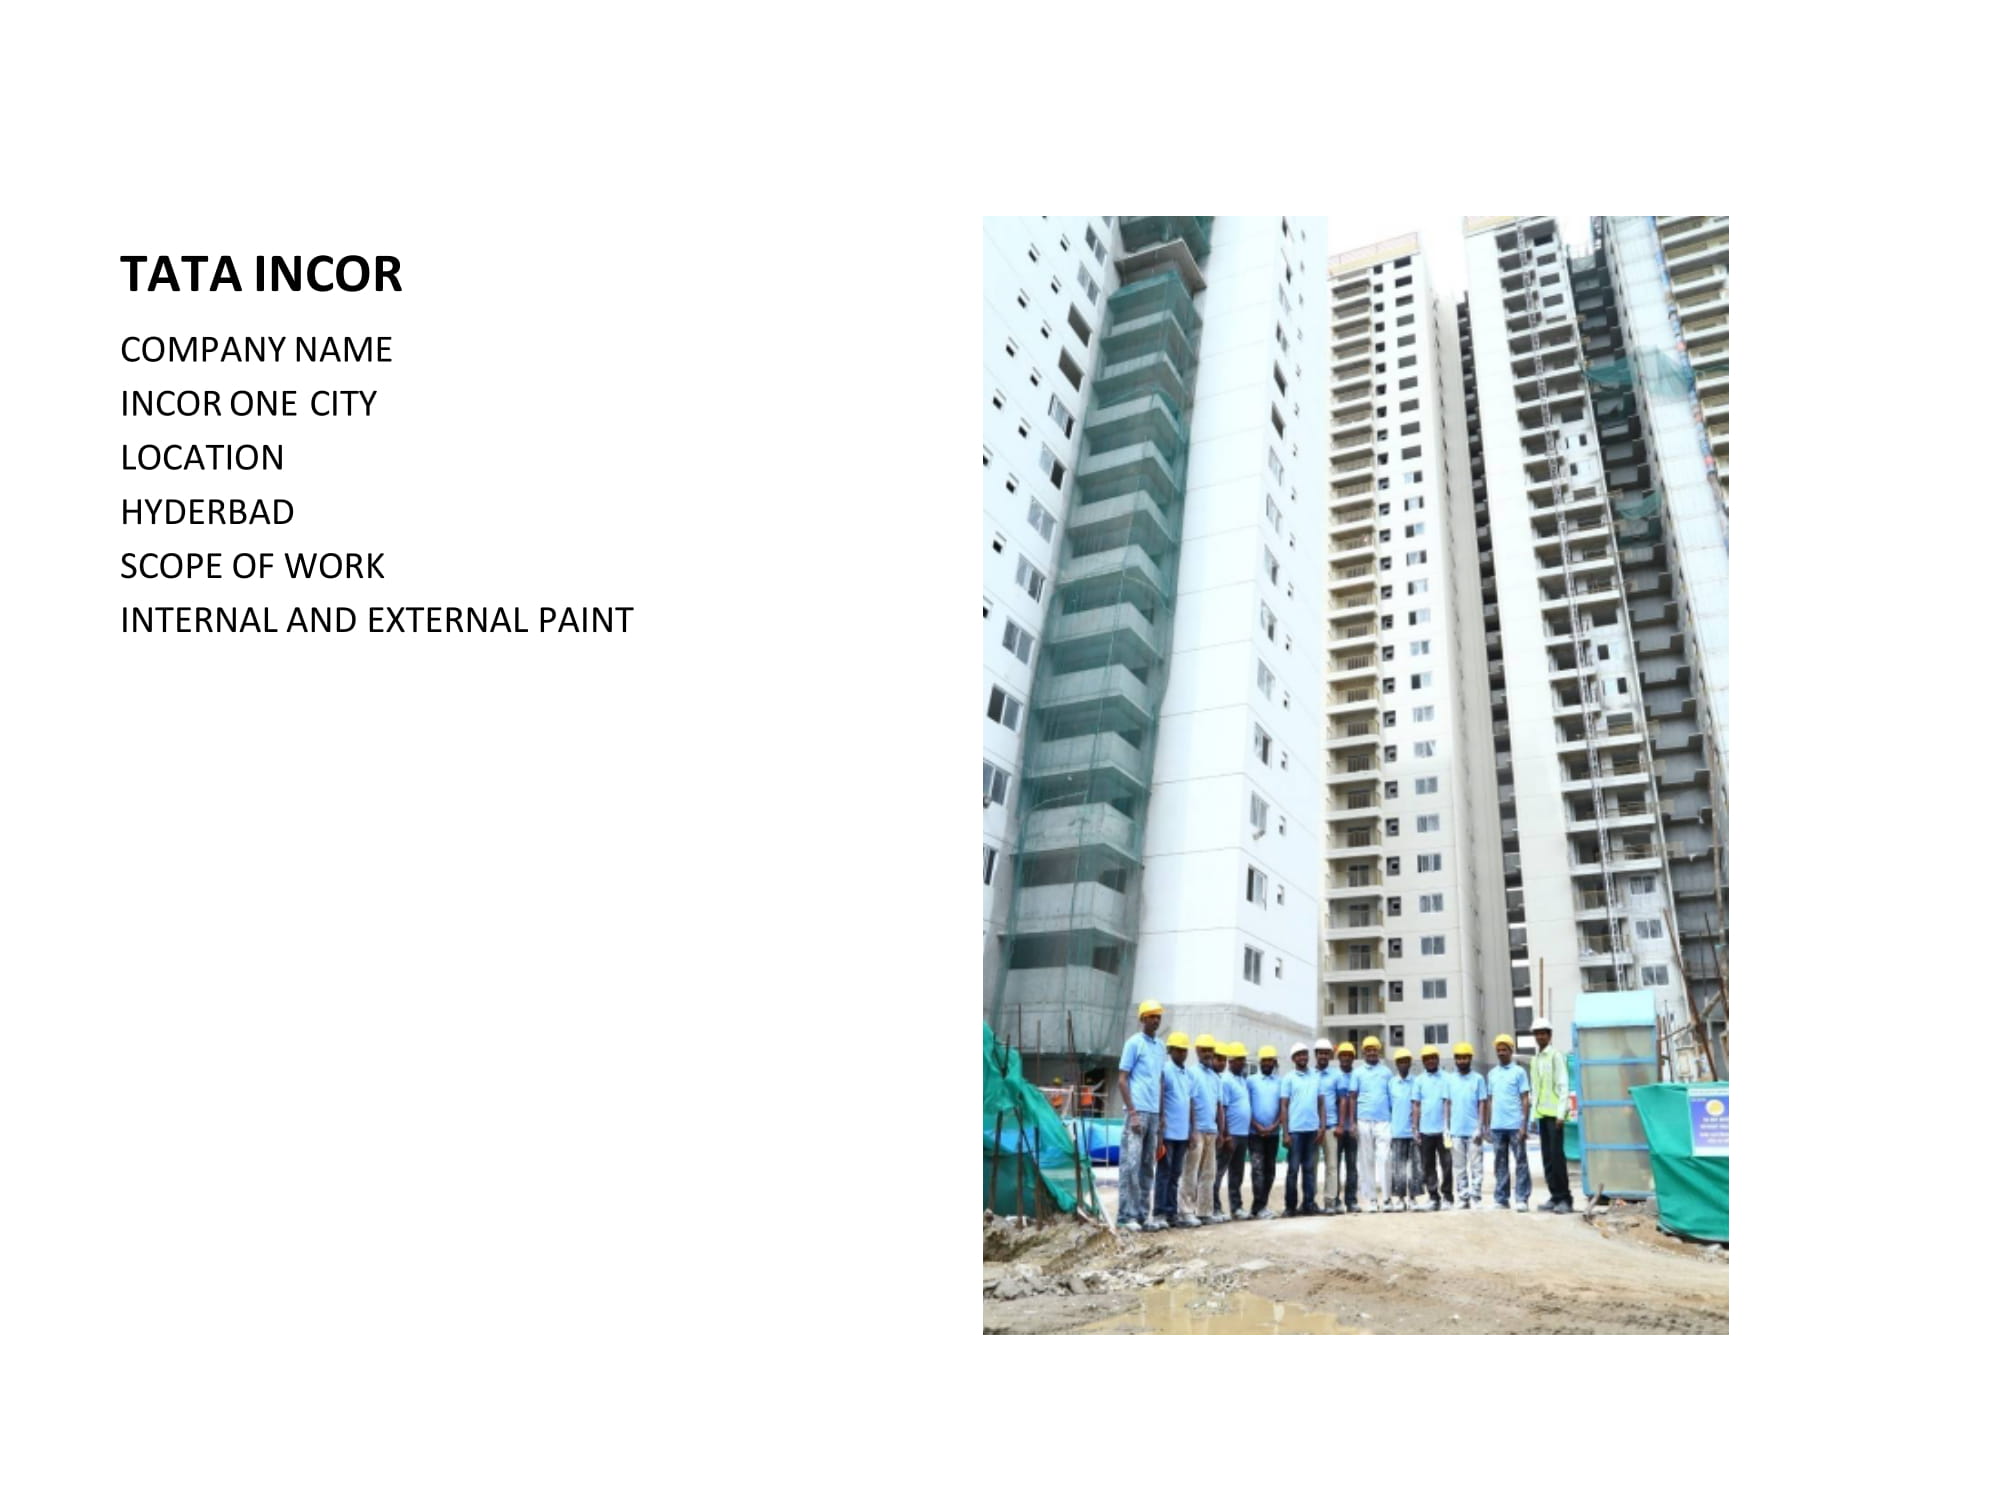 TATA INCOR
COMPANY NAME
INCOR ONE CITY
LOCATION
HYDERBAD
SCOPE OF WORK
INTERNAL AND EXTERNAL PAINT